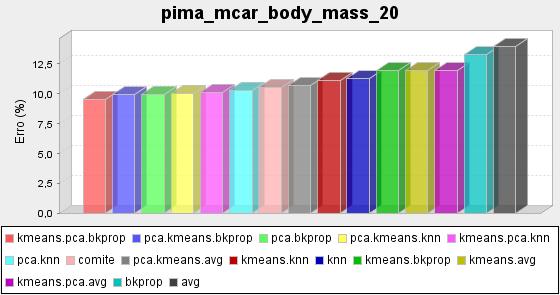 pima_mcar_body_mass_20
12,5
10,0
7,5
5,0
2,5
0,0
Erro (%)
kmeans.pca.bkprop pca.kmeans.bkprop pca.bkprop pca.kmeans.knn kmeans.pca.knn
pca.knn comite pca.kmeans.avg kmeans.knn knn kmeans.bkprop kmeans.avg
kmeans.pca.avg bkprop avg